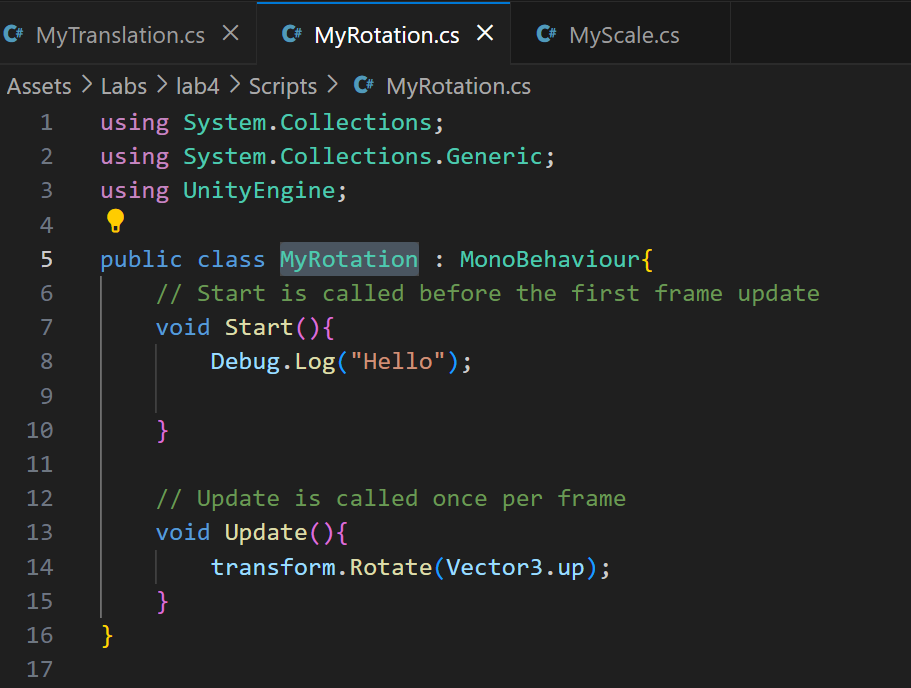 C# MyTranslation.cs × C# MyRotation.cs × C# MyScale.cs
Assets > Labs > lab4 > Scripts > C# MyRotation.cs
1 using System.Collections;
2 using System.Collections.Generic;
3 using UnityEngine;
4
5 public class MyRotation : MonoBehaviour{
6     // Start is called before the first frame update
7     void Start(){
8         Debug.Log("Hello");
9
10     }
11
12     // Update is called once per frame
13     void Update(){
14         transform.Rotate(Vector3.up);
15     }
16 }
17